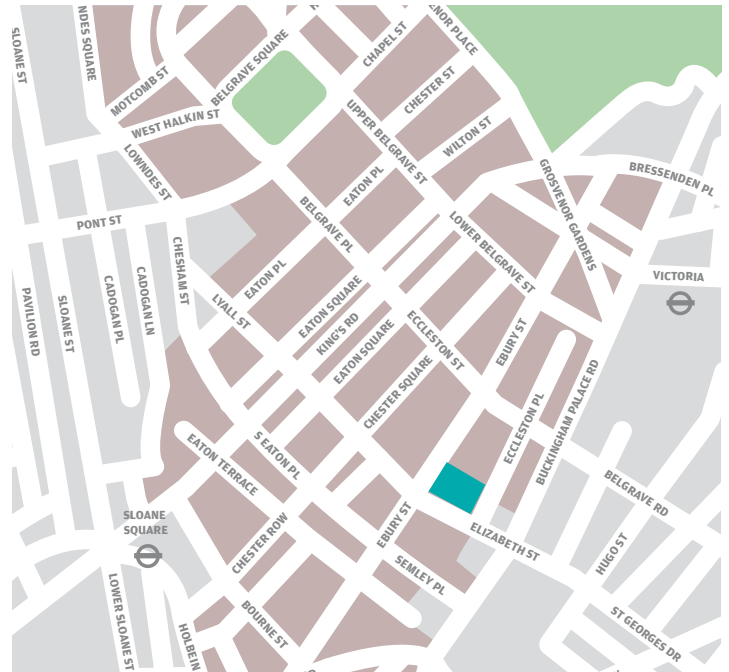 SLOANE ST
NDES SQUARE
MOTCOMB ST
BELGRAVE SQUARE
WEST HALKIN ST
LOWNDES ST
CHAPEL ST
ENOR PLACE
CHESTER ST
UPPER BELGRAVE ST
WILTON ST
EATON PL
BELGRAVE PL
GROSVENOR GARDENS
BRESSENDEN PL
LOWER BELGRAVE ST
VICTORIA
PONT ST
CHESHAM ST
CADOGAN LN
CADOGAN PL
SLOANE ST
PAVILION RD
LYALL ST
EATON PL
EATON SQUARE
KING'S RD
EATON SQUARE
ECCLESTON ST
CHESTER SQUARE
EBURY ST
ECCLESTON PL
BUCKINGHAM PALACE RD
BELGRAVE RD
S EATON PL
EATON TERRACE
SLOANE
SQUARE
CHESTER ROW
EBURY ST
ELIZABETH ST
HUGO ST
SEMLEY PL
ST GEORGES DR
BOURNE ST
HOLBEIN
LOWER SLOANE ST